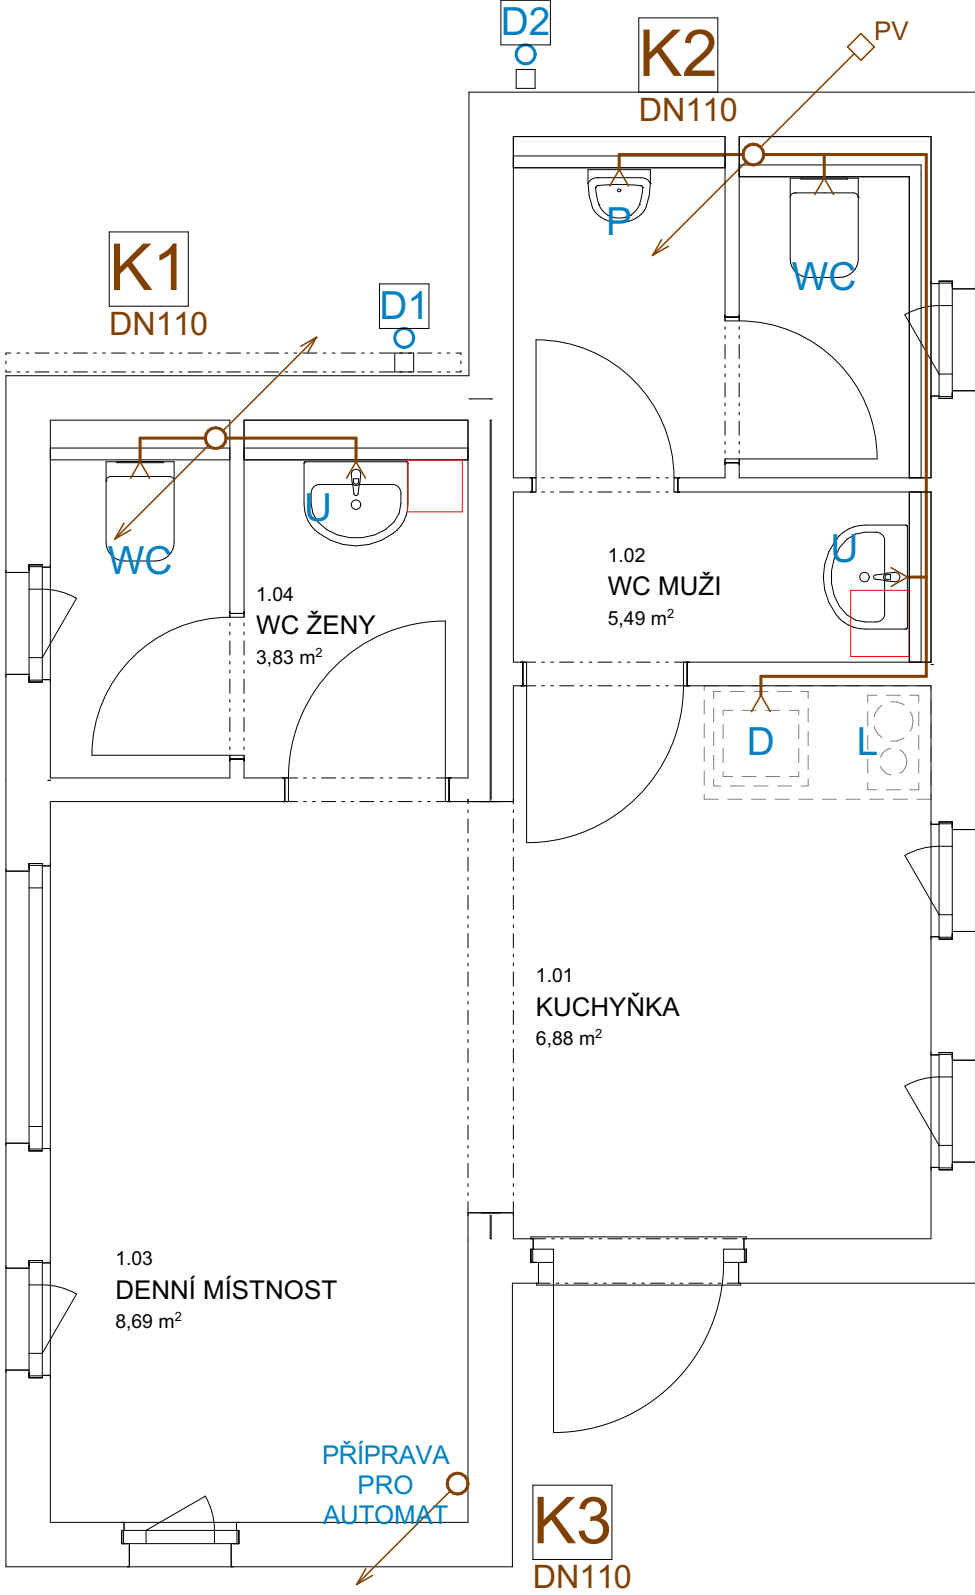 D2
K2
DN110
PV
P
WC
K1
DN110
D1
U
WC
1.04
WC ŽENY
3,83 m²
1.02
WC MUŽI
5,49 m²
U
D
L
1.01
KUCHYŇKA
6,88 m²
1.03
DENNÍ MÍSTNOST
8,69 m²
PŘÍPRAVA
PRO
AUTOMAT
K3
DN110